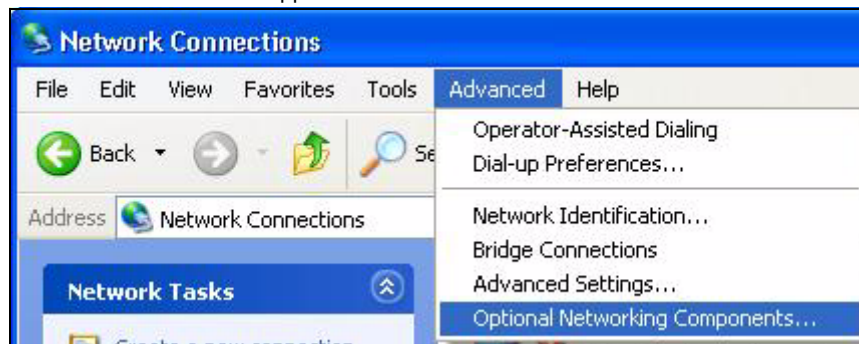 Network Connections
File Edit View Favorites Tools Advanced Help
Operator-Assisted Dialing
Back
Dial-up Preferences...
Address Network Connections
Network Identification...
Bridge Connections
Network Tasks
Advanced Settings...
Optional Networking Components...